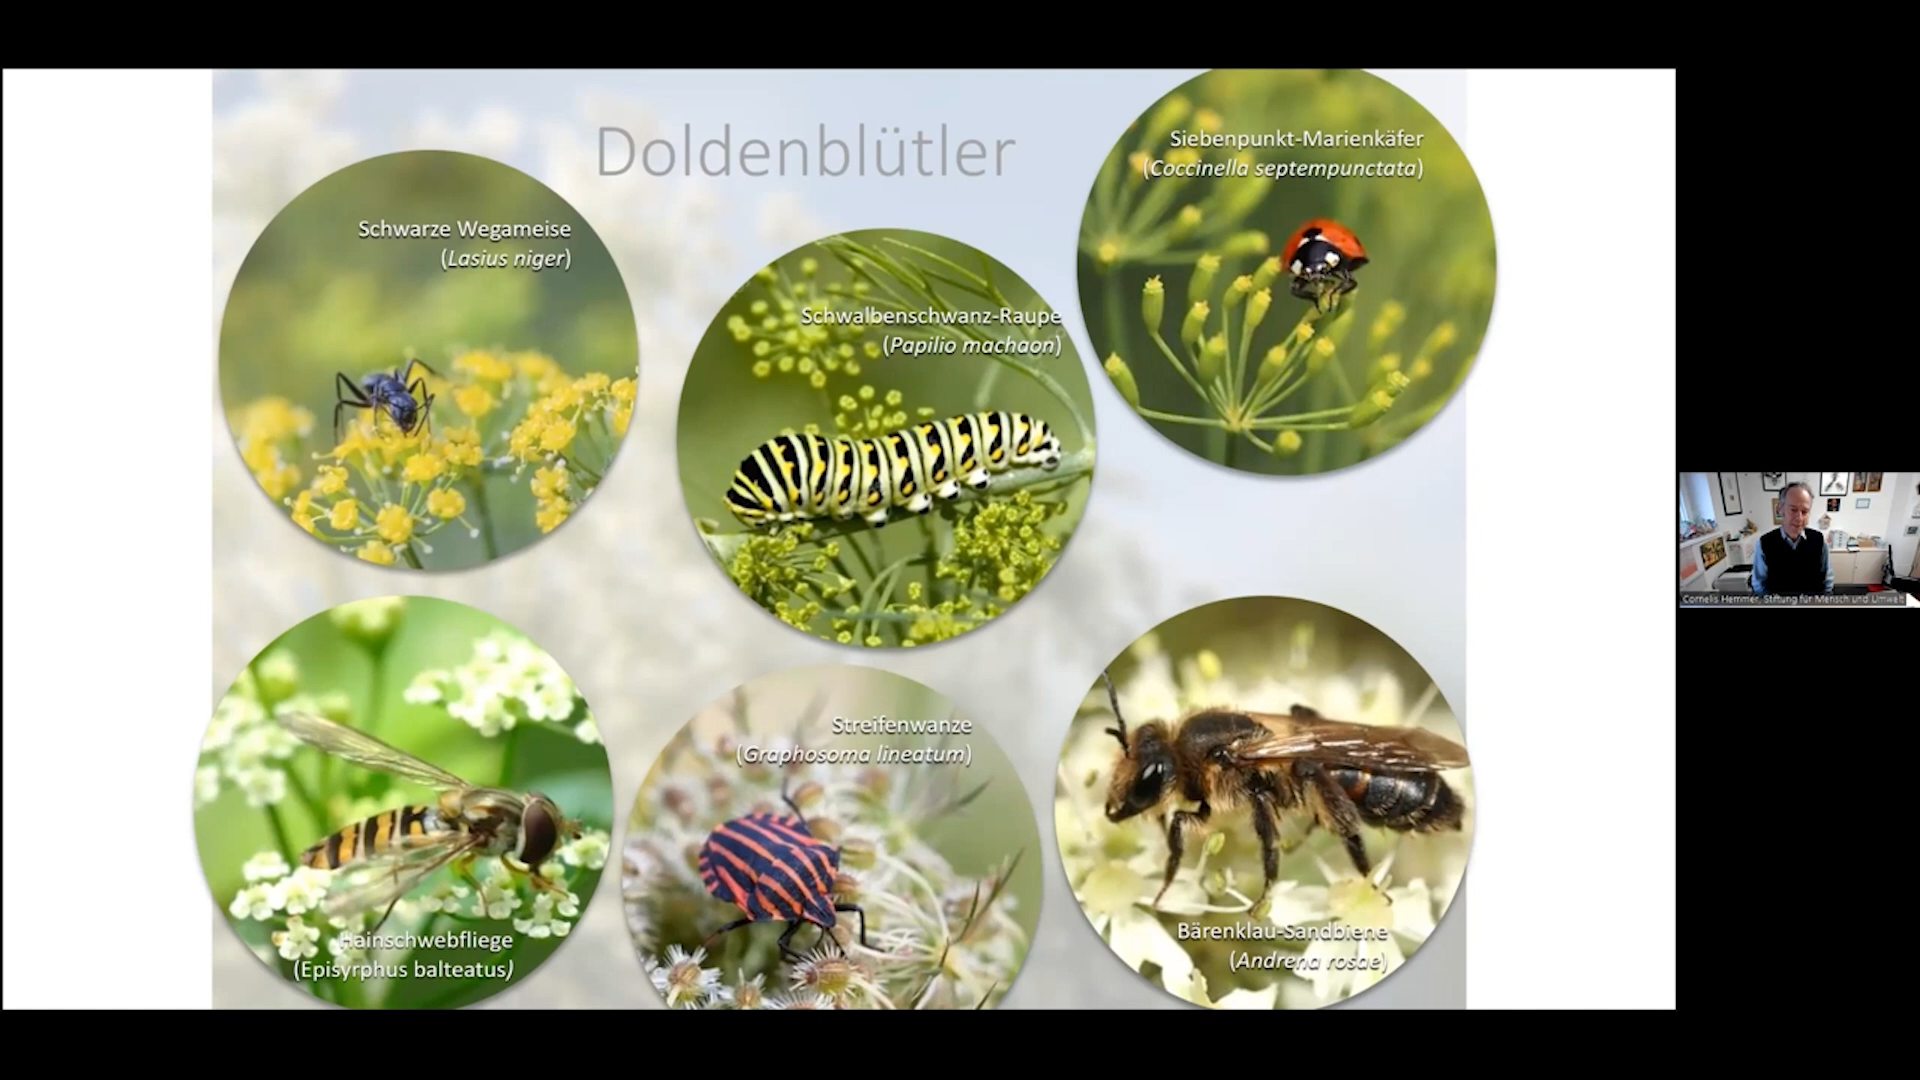 Doldenblütler
Schwarze Wegameise
(Lasius niger)
Schwalbenschwanz-Raupe
(Papilio machaon)
Siebenpunkt-Marienkäfer
(Coccinella septempunctata)
Hainschwebfliege
(Episyrphus balteatus)
Streifenwanze
(Graphosoma lineatum)
Bärenklau-Sandbiene
(Andrena rosae)
Cornelis Hemmer, Stiftung für Mensch und Umwelt